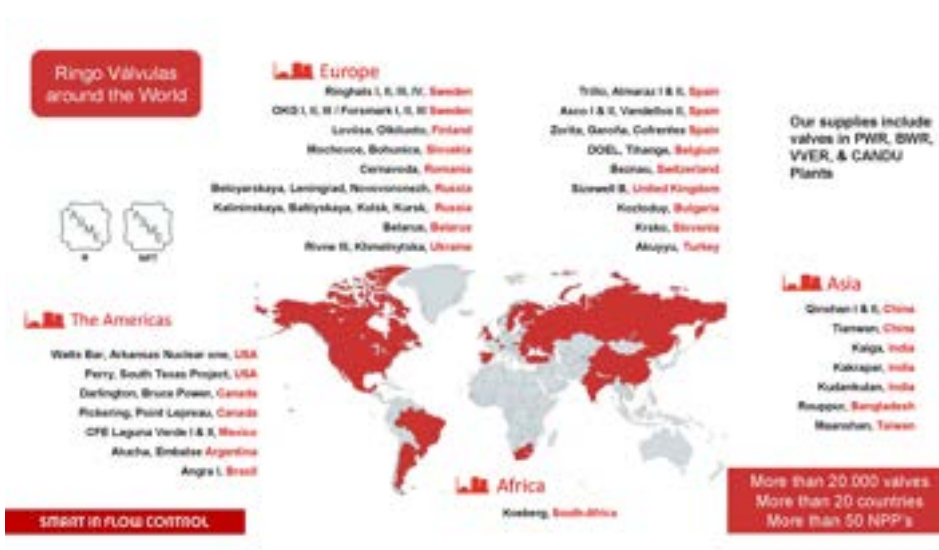 Ringo Válvulas
around the World
Europe
Ringhals I, II, III, IV, Sweden
OKG I, II, III / Forsmark I, II, III Sweden
Loviisa, Olkiluoto, Finland
Mochovce, Bohunice, Slovakia
Cernavoda, Romania
Beloyarskaya, Leningrad, Novovoronezh, Russia
Kalininskaya, Baltiyskaya, Kolsk, Kursk, Russia
Belarus, Belarus
Rivne III, Khmelnytska, Ukraine
Trillo, Almaraz I & II, Spain
Asco I & II, Vandellos II, Spain
Zorita, Garoña, Cofrentes Spain
DOEL, Tihange, Belgium
Beznau, Switzerland
Sizewell B, United Kingdom
Kozloduy, Bulgaria
Krsko, Slovenia
Akuyyu, Turkey
Our supplies include
valves in PWR, BWR,
VVER, & CANDU
Plants
ASME
N
ASME
NPT
The Americas
Watts Bar, Arkansas Nuclear one, USA
Perry, South Texas Project, USA
Darlington, Bruce Power, Canada
Pickering, Point Lepreau, Canada
CFE Laguna Verde I & II, Mexico
Atucha, Embalse Argentina
Angra I, Brasil
SMART IN FLOW CONTROL
Africa
Koeberg, South Africa
Asia
Qinshan I & II, China
Tianwan, China
Kaiga, India
Kakrapar, India
Kudankulan, India
Rouppur, Bangladesh
Maanshan, Taiwan
More than 20.000 valves
More than 20 countries
More than 50 NPP's